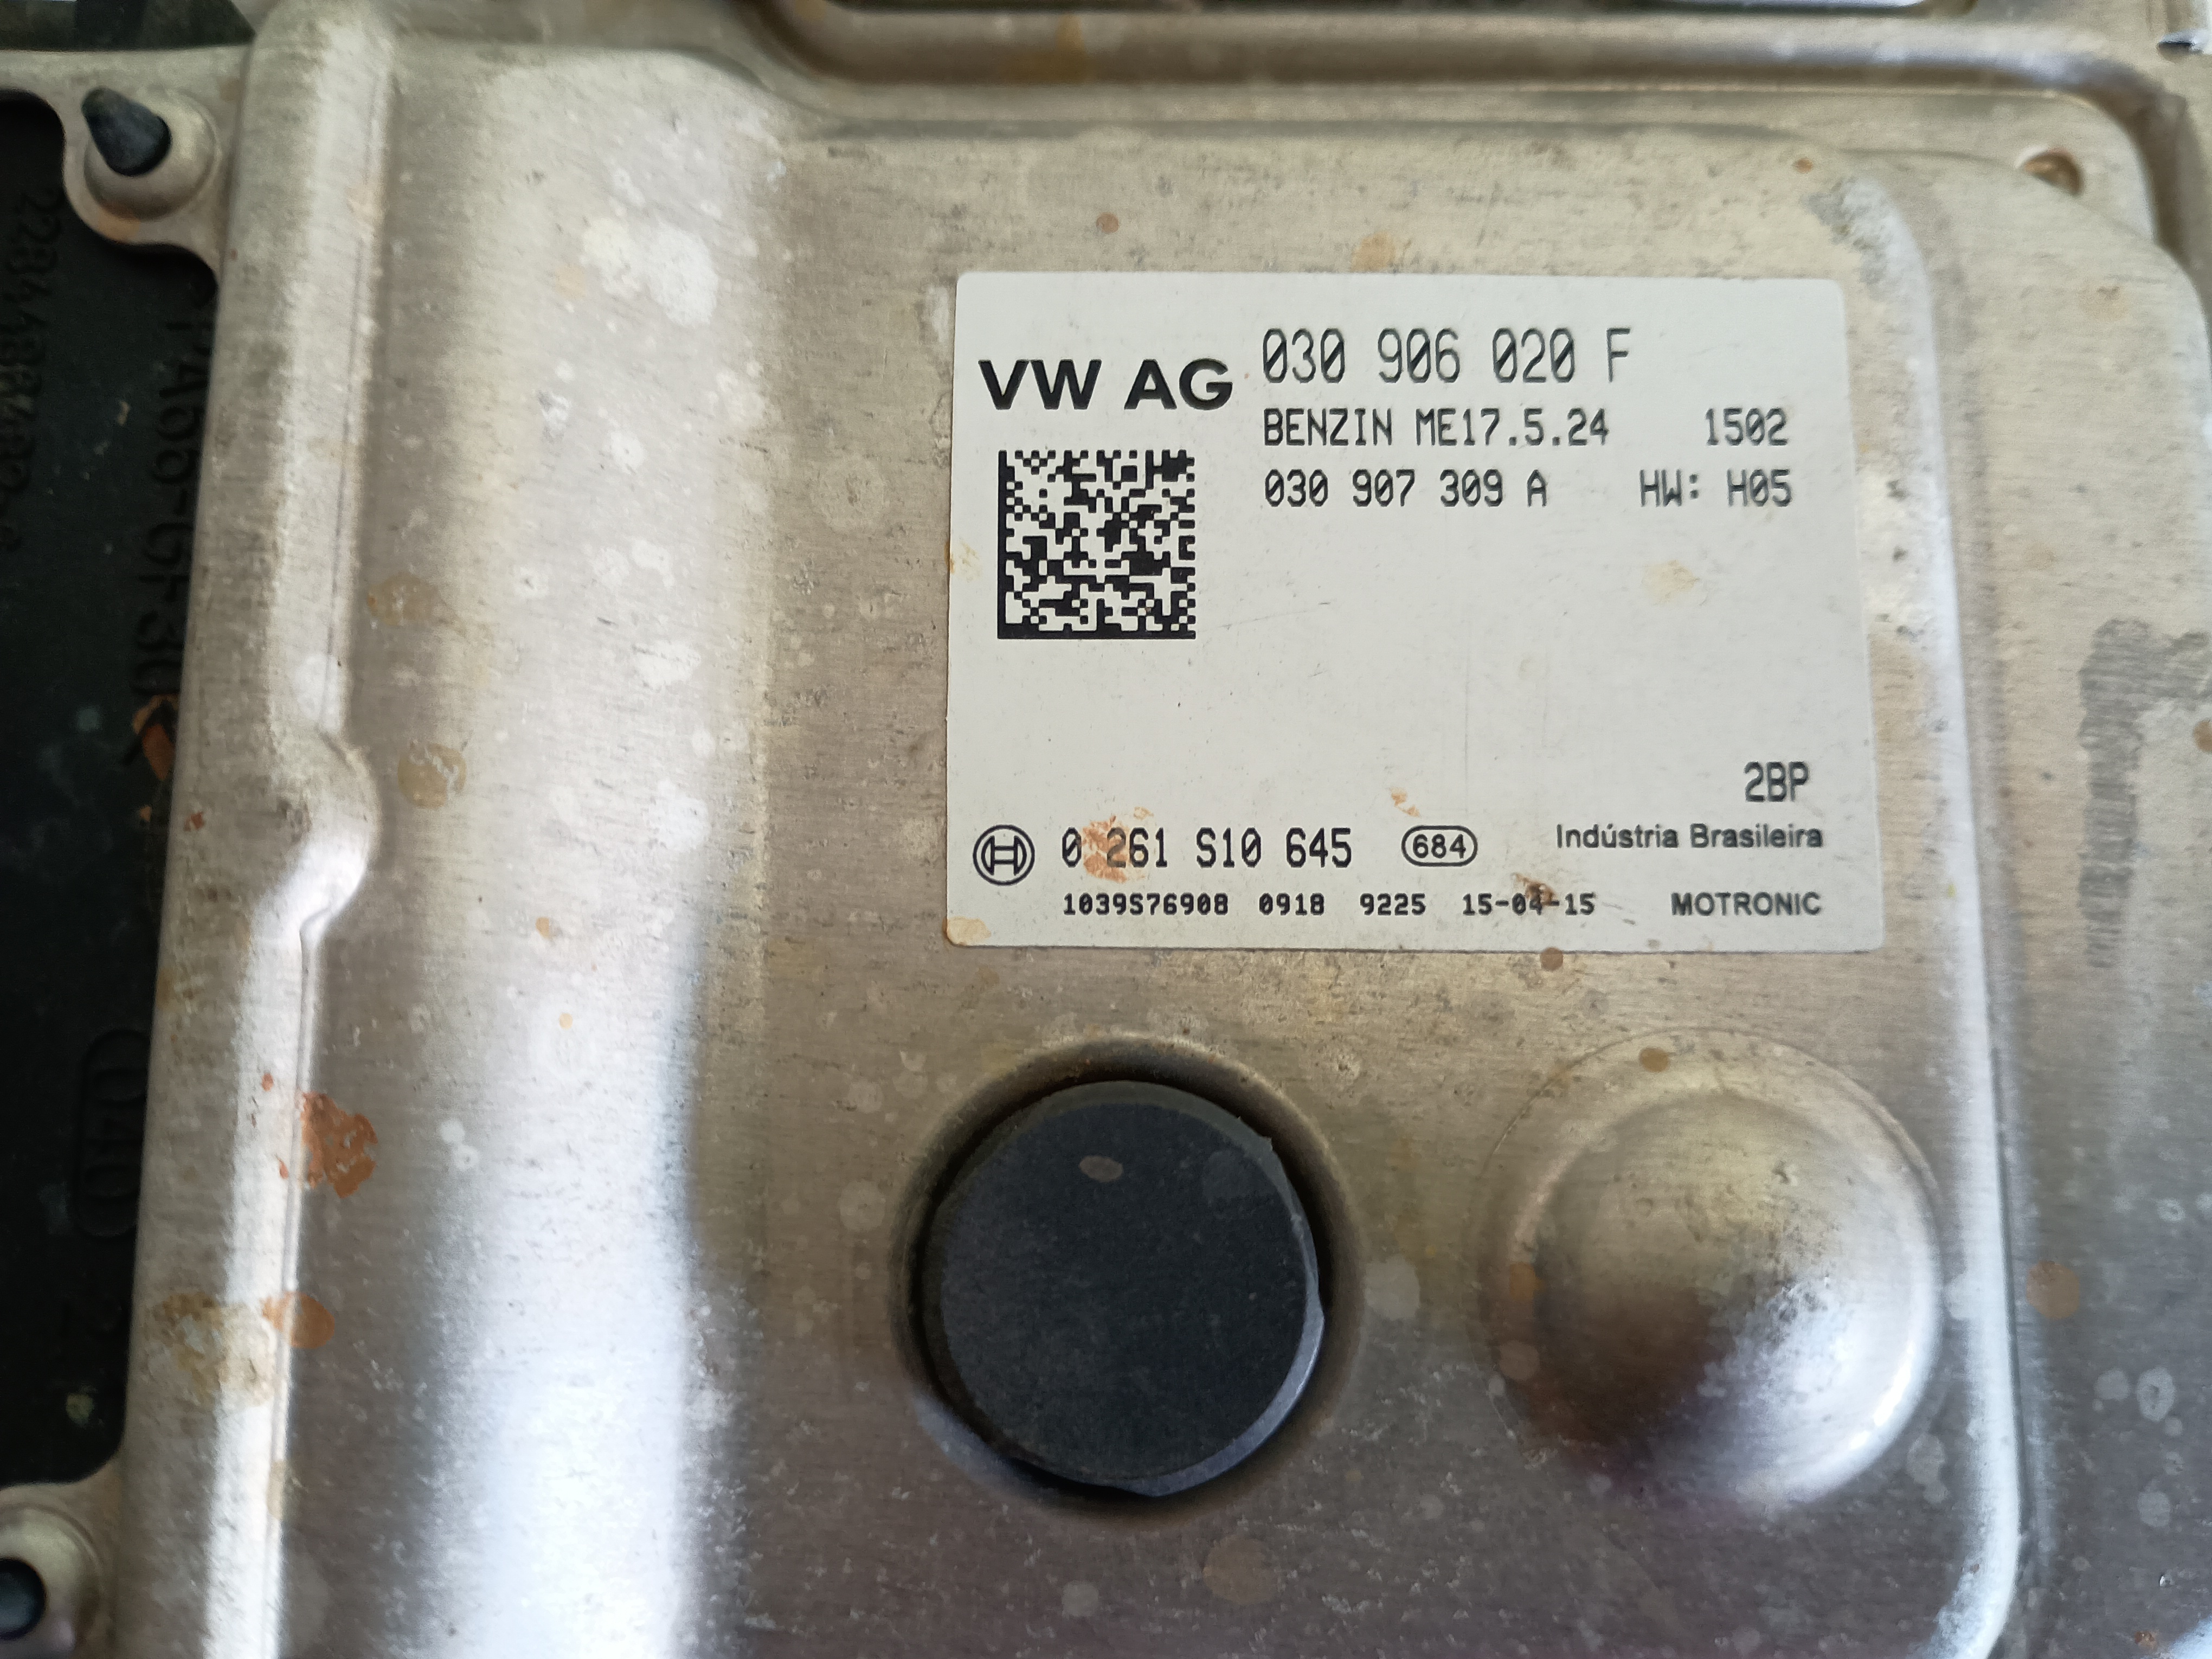 VW AG
030 906 020 F
BENZIN ME17.5.24 1502
030 907 309 A HW: H05
2BP
0 261 S10 645 684 Indústria Brasileira
1039S76908 0918 9225 15-04-15 MOTRONIC